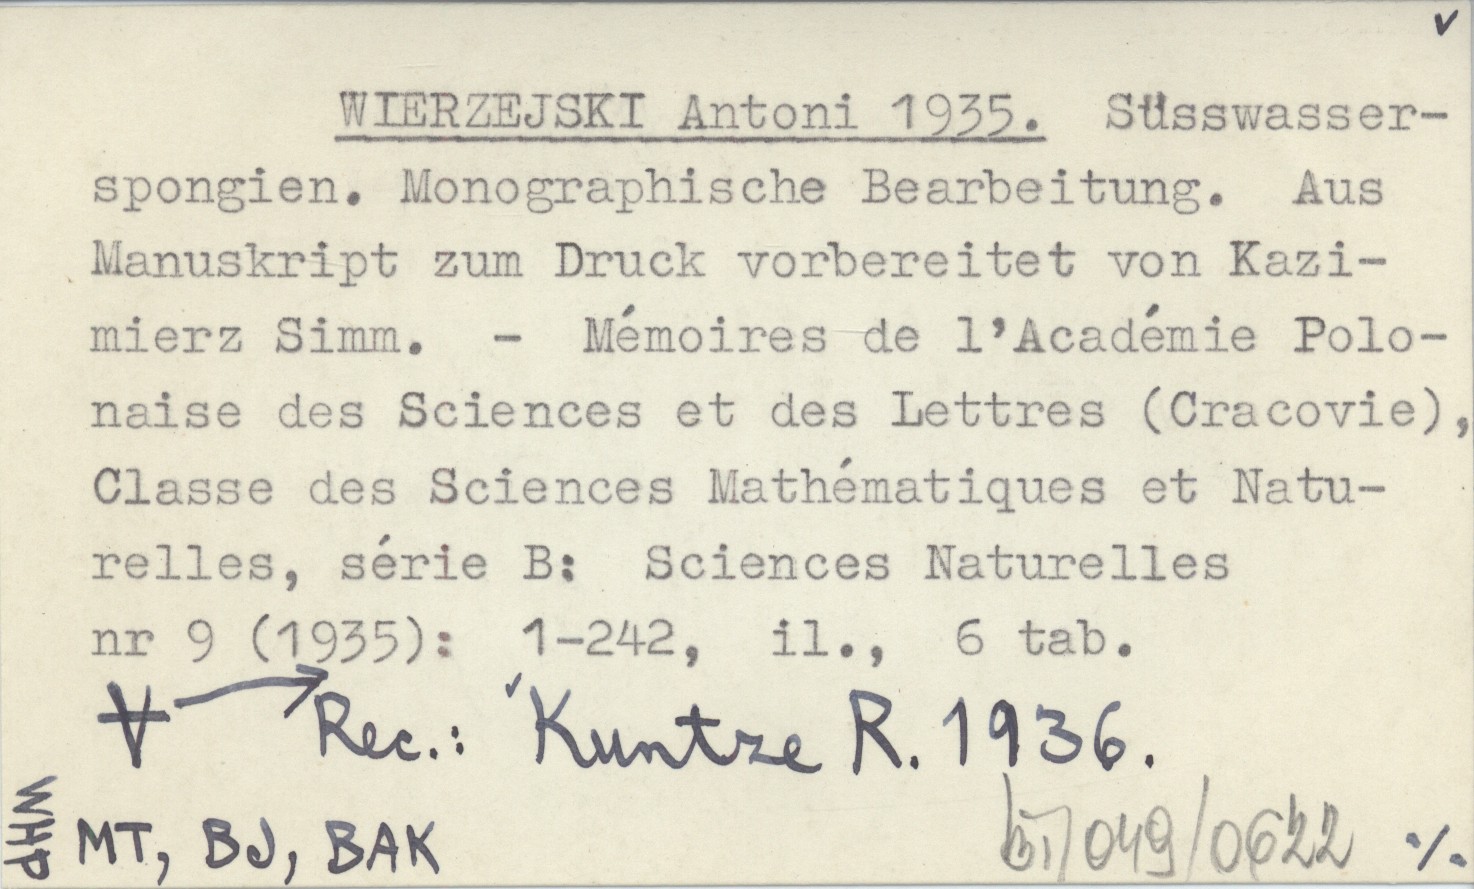 WIERZEJSKI Antoni 1935. Süsswasser-
spongien. Monographische Bearbeitung. Aus
Manuskript zum Druck vorbereitet von Kazi-
mierz Simm. - Mémoires de l'Académie Polo-
naise des Sciences et des Lettres (Cracovie),
Classe des Sciences Mathématiques et Natu-
relles, série B: Sciences Naturelles
nr 9 (1935): 1-242, il., 6 tab.
Rec.: Kuntze R. 1936.
WHP
MT, BJ, BAK
/049/0622 ./.